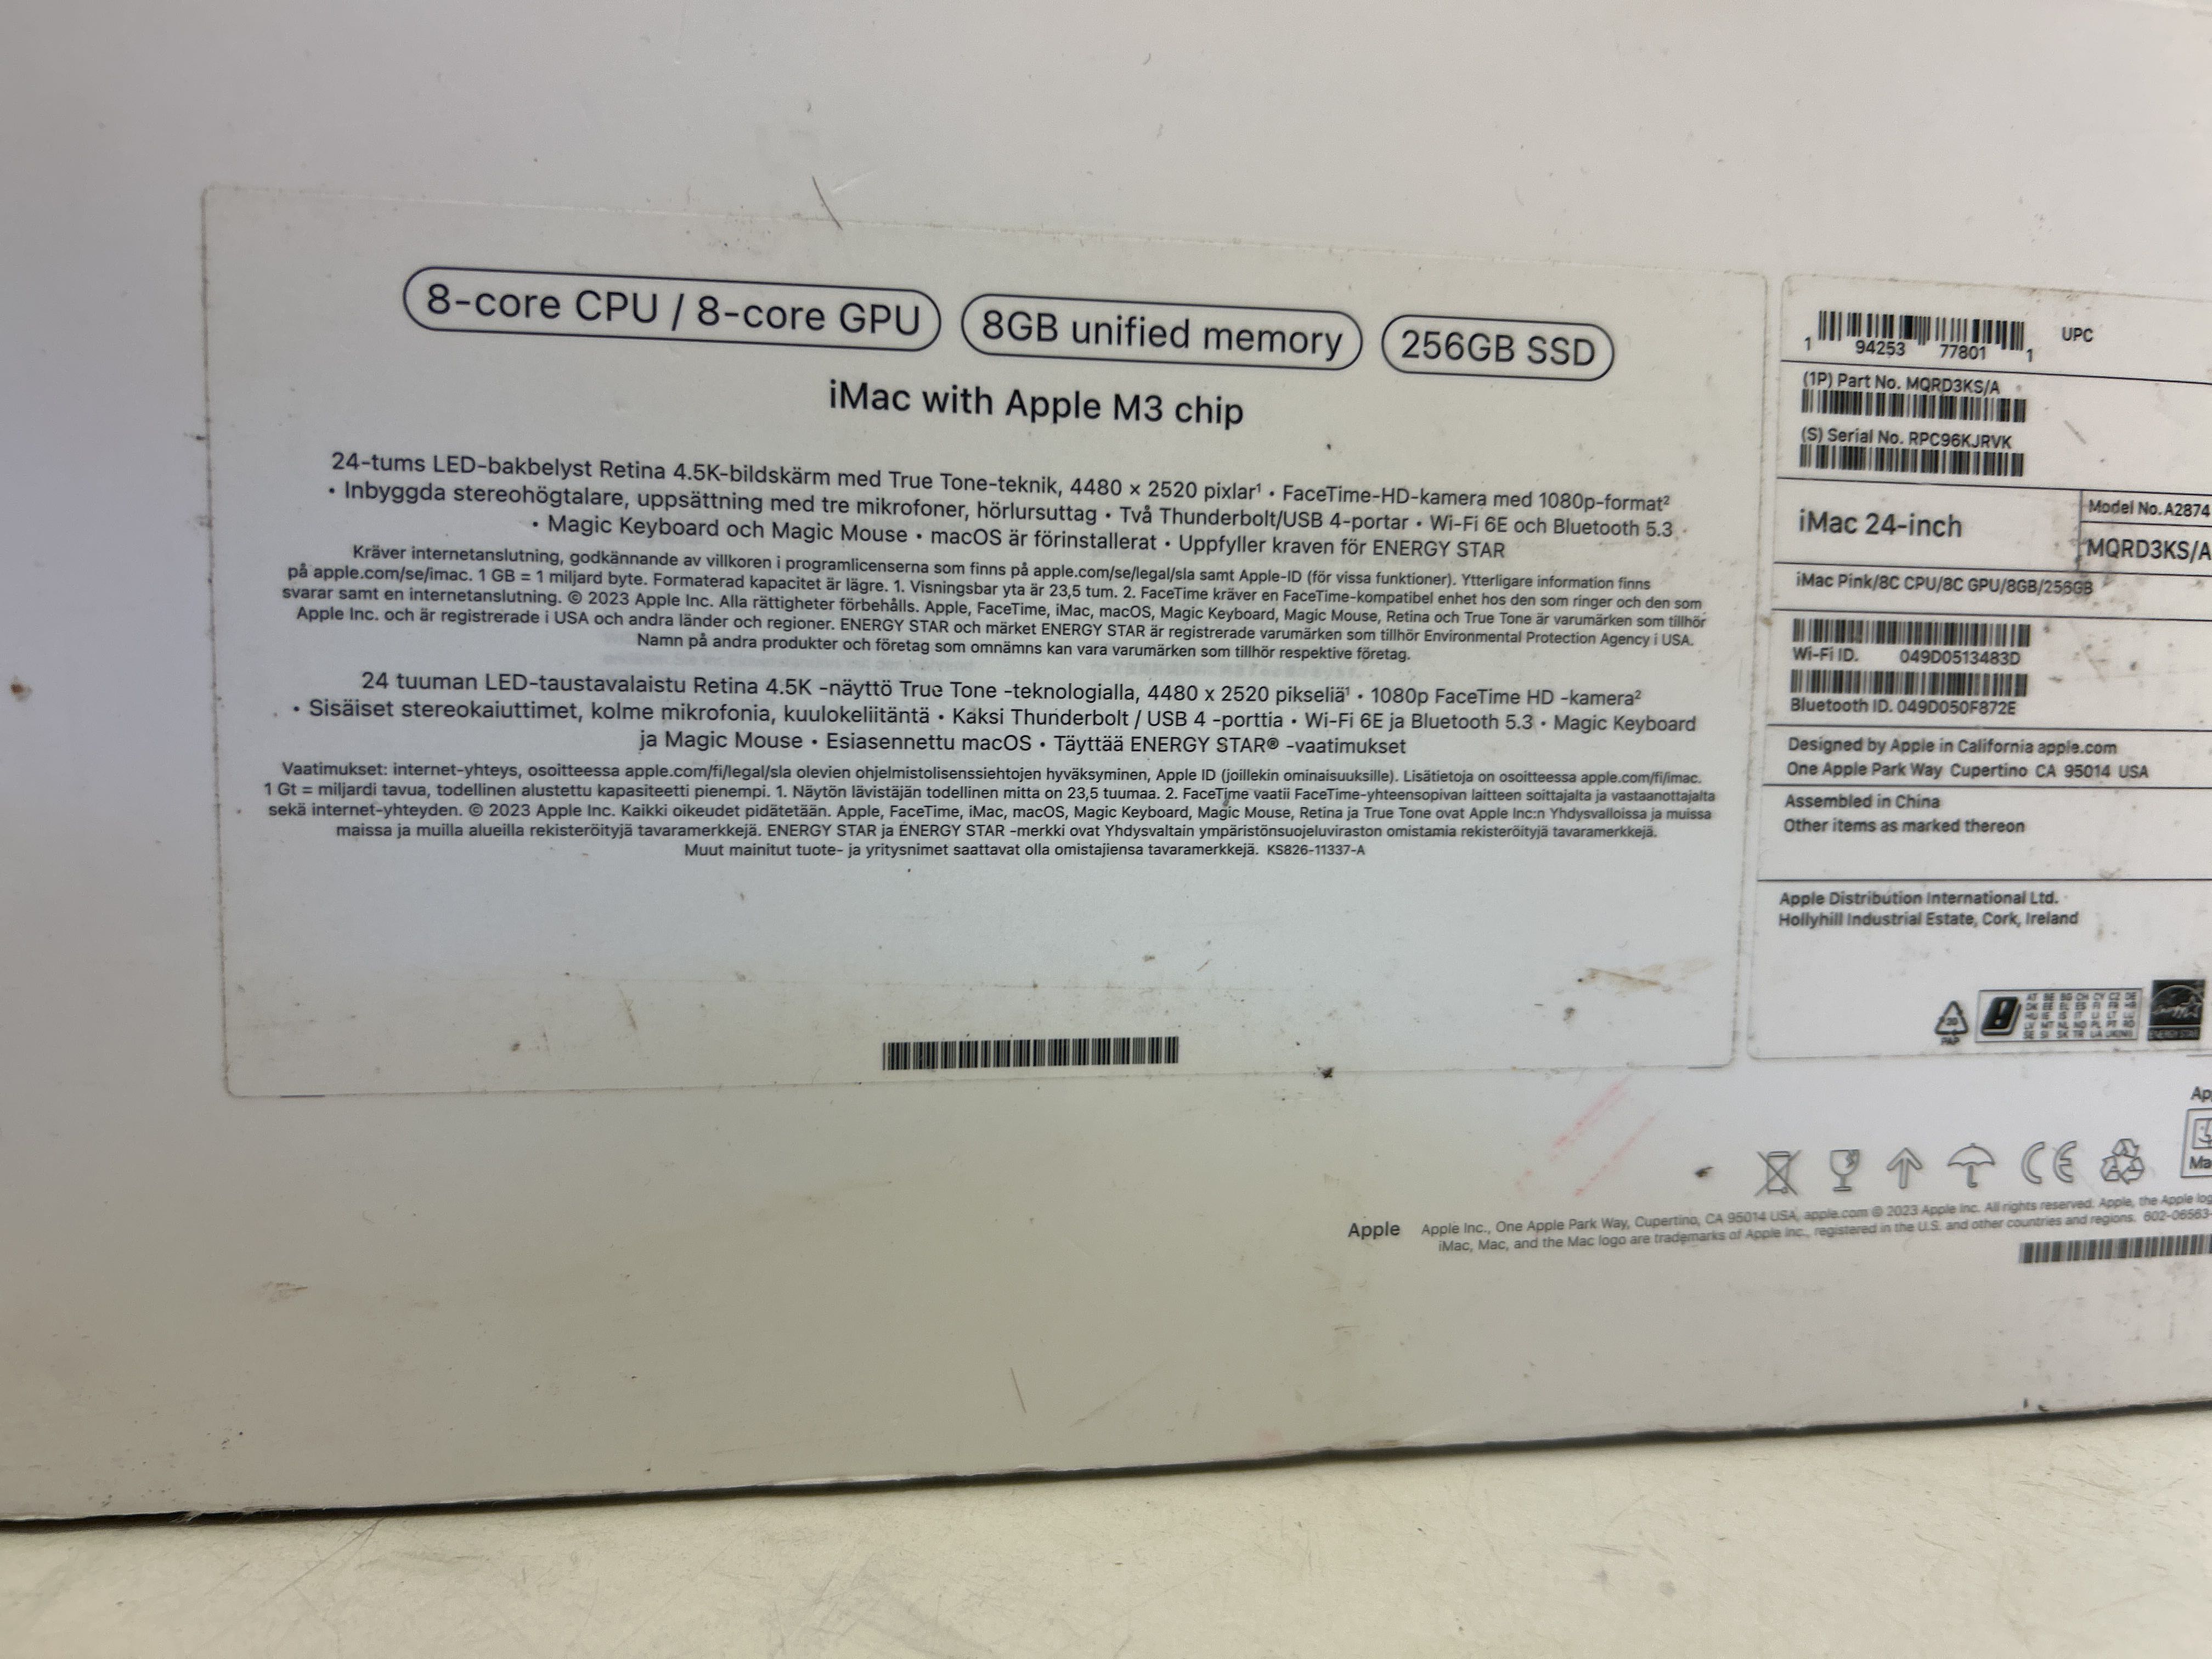 8-core CPU / 8-core GPU
8GB unified memory
256GB SSD
iMac with Apple M3 chip
24-tums LED-bakbelyst Retina 4.5K-bildskärm med True Tone-teknik, 4480 × 2520 pixlar¹ • FaceTime-HD-kamera med 1080p-format²
• Inbyggda stereohögtalare, uppsättning med tre mikrofoner, hörlursuttag • Två Thunderbolt/USB 4-portar • Wi-Fi 6E och Bluetooth 5.3
• Magic Keyboard och Magic Mouse • macOS är förinstallerat • Uppfyller kraven för ENERGY STAR
Kräver internetanslutning, godkännande av villkoren i programlicenserna som finns på apple.com/se/legal/sla samt Apple-ID (för vissa funktioner). Ytterligare information finns
på apple.com/se/imac. 1 GB = 1 miljard byte. Formaterad kapacitet är lägre. 1. Visningsbar yta är 23,5 tum. 2. FaceTime kräver en FaceTime-kompatibel enhet hos den som ringer och den som
svarar samt en internetanslutning. © 2023 Apple Inc. Alla rättigheter förbehålls. Apple, FaceTime, iMac, macOS, Magic Keyboard, Magic Mouse, Retina och True Tone är varumärken som tillhör
Apple Inc. och är registrerade i USA och andra länder och regioner. ENERGY STAR och märket ENERGY STAR är registrerade varumärken som tillhör Environmental Protection Agency i USA.
Namn på andra produkter och företag som omnämns kan vara varumärken som tillhör respektive företag.
24 tuuman LED-taustavalaistu Retina 4.5K -näyttö True Tone -teknologialla, 4480 x 2520 pikseliä¹ • 1080p FaceTime HD -kamera²
• Sisäiset stereokaiuttimet, kolme mikrofonia, kuulokeliitäntä • Kaksi Thunderbolt / USB 4 -porttia • Wi-Fi 6E ja Bluetooth 5.3 • Magic Keyboard
ja Magic Mouse • Esiasennettu macOS • Täyttää ENERGY STAR® -vaatimukset
Vaatimukset: internet-yhteys, osoitteessa apple.com/fi/legal/sla olevien ohjelmistolisenssiehtojen hyväksyminen, Apple ID (joillekin ominaisuuksille). Lisätietoja on osoitteessa apple.com/fi/imac.
1 Gt = miljardi tavua, todellinen alustettu kapasiteetti pienempi. 1. Näytön lävistäjän todellinen mitta on 23,5 tuumaa. 2. FaceTime vaatii FaceTime-yhteensopivan laitteen soittajalta ja vastaanottajalta
sekä internet-yhteyden. © 2023 Apple Inc. Kaikki oikeudet pidätetään. Apple, FaceTime, iMac, macOS, Magic Keyboard, Magic Mouse, Retina ja True Tone ovat Apple Inc:n Yhdysvalloissa ja muissa
maissa ja muilla alueilla rekisteröityjä tavaramerkkejä. ENERGY STAR ja ENERGY STAR -merkki ovat Yhdysvaltain ympäristönsuojeluviraston omistamia rekisteröityjä tavaramerkkejä.
Muut mainitut tuote- ja yritysnimet saattavat olla omistajiensa tavaramerkkejä. KS826-11337-A
1 94253 77801 1 UPC
(1P) Part No. MQRD3KS/A
(S) Serial No. RPC96KJRVK
iMac 24-inch
Model No. A2874
MQRD3KS/A
iMac Pink/8C CPU/8C GPU/8GB/256GB
Wi-Fi ID. 049D0513483D
Bluetooth ID. 049D050F872E
Designed by Apple in California apple.com
One Apple Park Way Cupertino CA 95014 USA
Assembled in China
Other items as marked thereon
Apple Distribution International Ltd.
Hollyhill Industrial Estate, Cork, Ireland
20
PAP
ENERGY STAR
CE
Apple
Apple Inc., One Apple Park Way, Cupertino, CA 95014 USA, apple.com © 2023 Apple Inc. All rights reserved. Apple, the Apple
iMac, Mac, and the Mac logo are trademarks of Apple Inc., registered in the U.S. and other countries and regions.